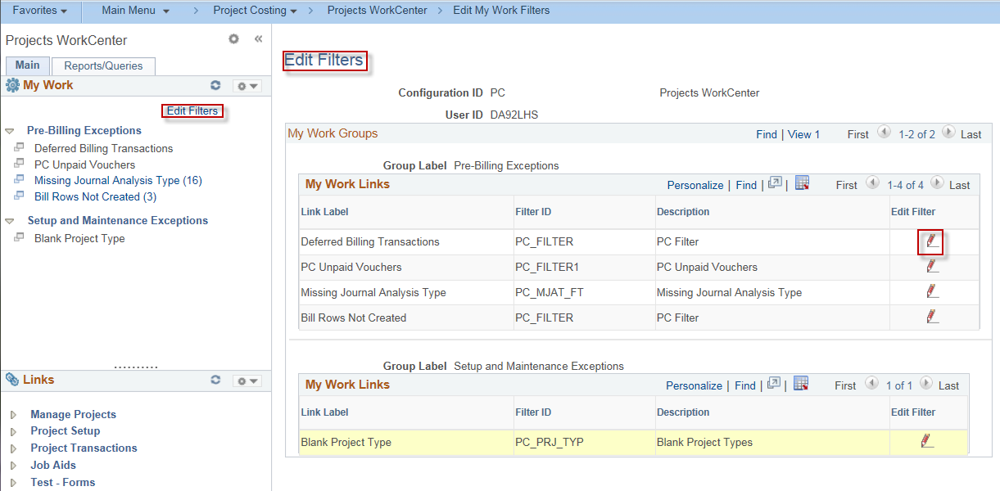 Favorites Main Menu > Project Costing > Projects WorkCenter > Edit My Work Filters
Projects WorkCenter «
Main Reports/Queries
My Work
Edit Filters
Pre-Billing Exceptions
Deferred Billing Transactions
PC Unpaid Vouchers
Missing Journal Analysis Type (16)
Bill Rows Not Created (3)
Setup and Maintenance Exceptions
Blank Project Type
Links
Manage Projects
Project Setup
Project Transactions
Job Aids
Test - Forms
Edit Filters
Configuration ID PC Projects WorkCenter
User ID DA92LHS
My Work Groups Find | View 1 First 1-2 of 2 Last
Group Label Pre-Billing Exceptions
My Work Links Personalize | Find | | First 1-4 of 4 Last
Link Label Filter ID Description Edit Filter
Deferred Billing Transactions PC_FILTER PC Filter
PC Unpaid Vouchers PC_FILTER1 PC Unpaid Vouchers
Missing Journal Analysis Type PC_MJAT_FT Missing Journal Analysis Type
Bill Rows Not Created PC_FILTER PC Filter
Group Label Setup and Maintenance Exceptions
My Work Links Personalize | Find | | First 1 of 1 Last
Link Label Filter ID Description Edit Filter
Blank Project Type PC_PRJ_TYP Blank Project Types